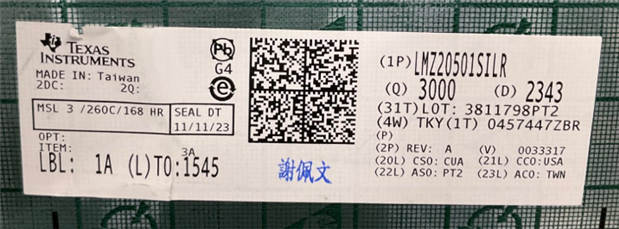 TEXAS
INSTRUMENTS
MADE IN: Taiwan
2DC: 2Q:
MSL 3 /260C/168 HR
SEAL DT
11/11/23
OPT:
ITEM:
3A
LBL: 1A (L)TO:1545
Pb
G4
e
謝佩文
(1P) LMZ20501SILR
(Q) 3000 (D) 2343
(31T) LOT: 3811798PT2
(4W) TKY(1T) 0457447ZBR
(P)
(2P) REV: A (V) 0033317
(20L) CSO: CUA (21L) CCO:USA
(22L) ASO: PT2 (23L) ACO: TWN